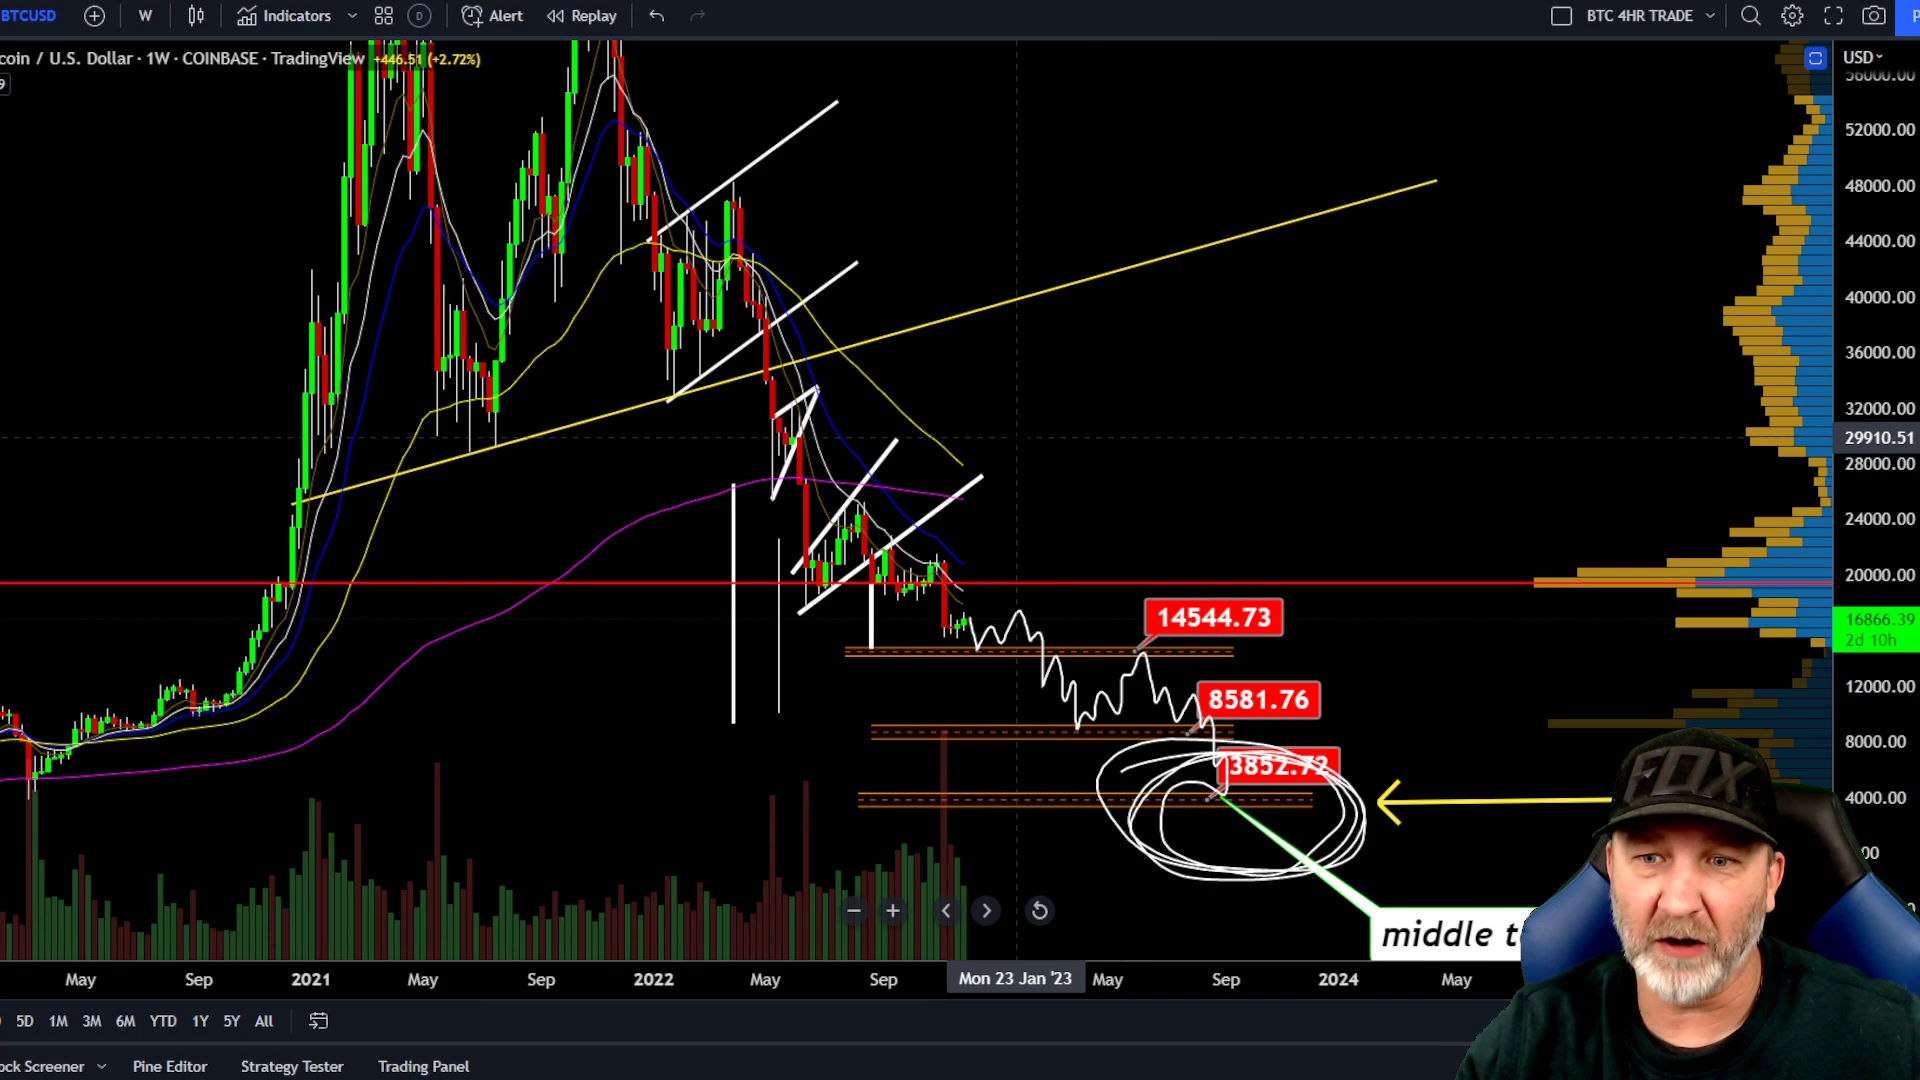 BTCUSD
W
Indicators
D
Alert
Replay
BTC 4HR TRADE
P
coin / U.S. Dollar · 1W · COINBASE · TradingView +446.51 (+2.72%)
9
USD
56000.00
52000.00
48000.00
44000.00
40000.00
36000.00
32000.00
29910.51
28000.00
24000.00
20000.00
16866.39
2d 10h
12000.00
8000.00
4000.00
14544.73
8581.76
3852.72
FOX
middle t
May
Sep
2021
May
Sep
2022
May
Sep
Mon 23 Jan '23
May
Sep
2024
May
5D
1M
3M
6M
YTD
1Y
5Y
All
ock Screener
Pine Editor
Strategy Tester
Trading Panel